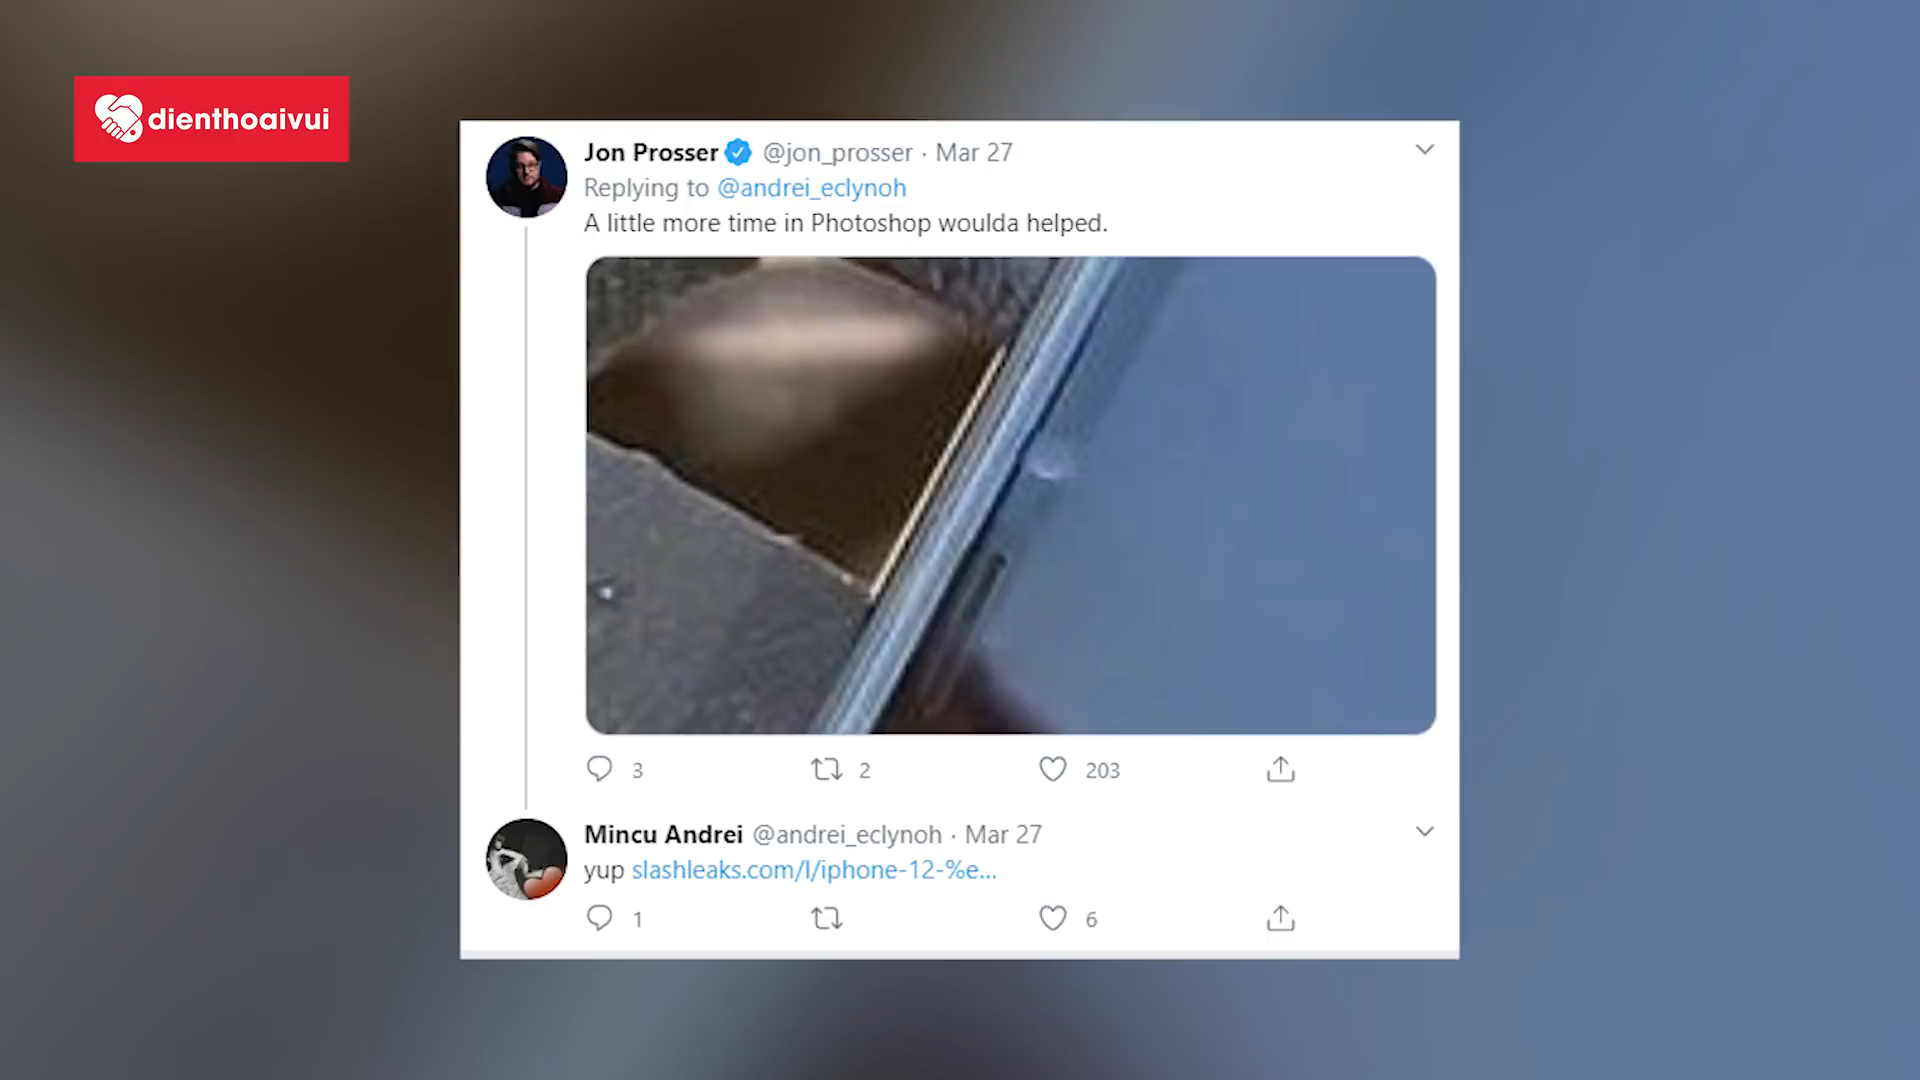 dienthoaivui
Jon Prosser @jon_prosser · Mar 27
Replying to @andrei_eclynoh
A little more time in Photoshop woulda helped.
3 2 203
Mincu Andrei @andrei_eclynoh · Mar 27
yup slashleaks.com/l/iphone-12-%e...
1 6